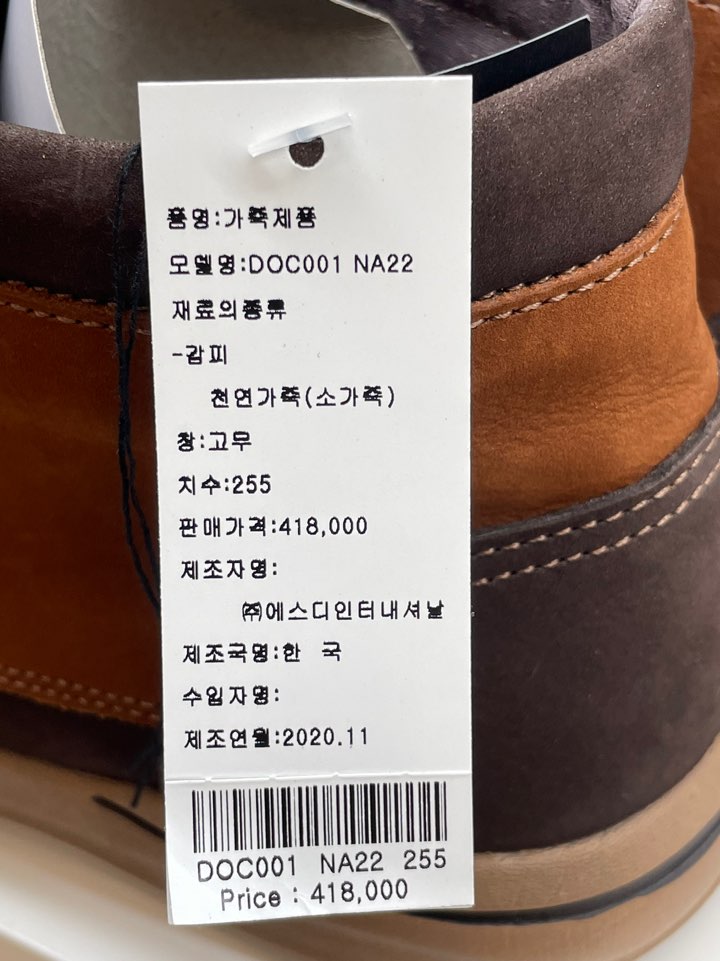 품명:가죽제품
모델명:DOC001 NA22
재료의종류
-갑피
천연가죽(소가죽)
창:고무
치수:255
판매가격:418,000
제조자명:
㈜에스디인터내셔날
제조국명:한 국
수입자명:
제조연월:2020.11
DOC001 NA22 255
Price : 418,000